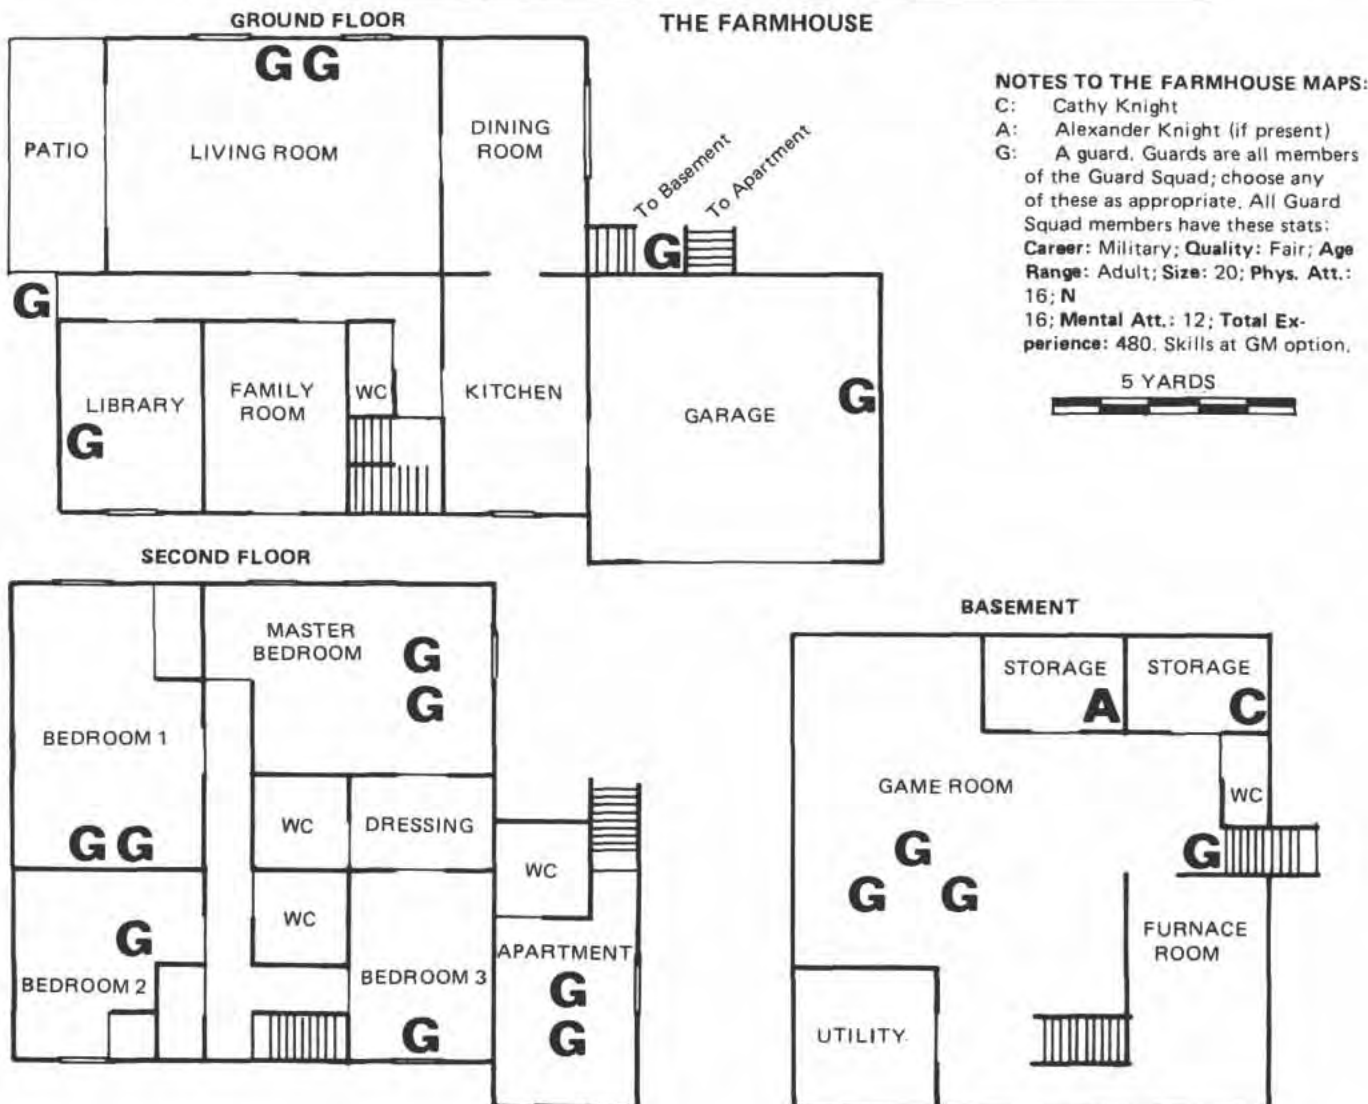 GROUND FLOOR
THE FARMHOUSE
G G
PATIO
LIVING ROOM
DINING
ROOM
To Basement
To Apartment
G
G
LIBRARY
G
FAMILY
ROOM
WC
KITCHEN
GARAGE
G
NOTES TO THE FARMHOUSE MAPS:
C: Cathy Knight
A: Alexander Knight (if present)
G: A guard. Guards are all members
of the Guard Squad; choose any
of these as appropriate. All Guard
Squad members have these stats:
Career: Military; Quality: Fair; Age
Range: Adult; Size: 20; Phys. Att.:
16; N
16; Mental Att.: 12; Total Ex-
perience: 480. Skills at GM option.
5 YARDS
SECOND FLOOR
MASTER
BEDROOM
G
G
BEDROOM 1
G G
WC
DRESSING
WC
WC
G
BEDROOM 2
BEDROOM 3
G
APARTMENT
G
G
BASEMENT
STORAGE
A
STORAGE
C
GAME ROOM
WC
G
G
G
G
FURNACE
ROOM
UTILITY